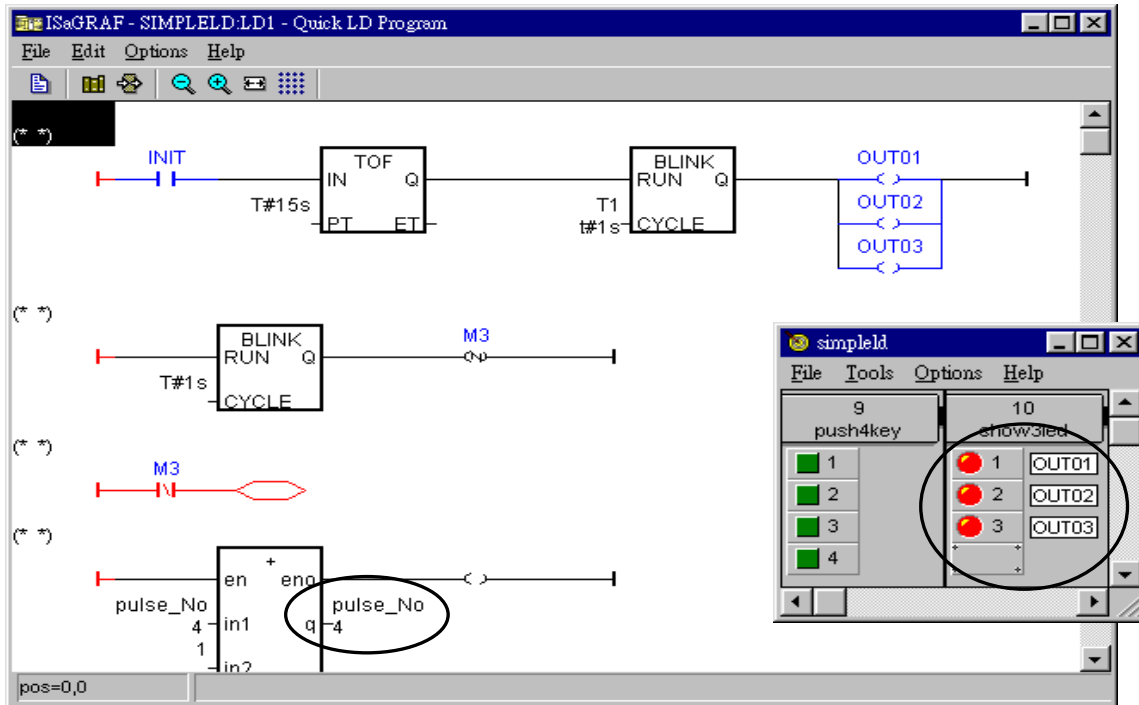 ISaGRAF - SIMPLELD:LD1 - Quick LD Program
File Edit Options Help
(* *)
INIT
TOF
IN Q
T#15s
PT ET
BLINK
RUN Q
T1
t#1s
CYCLE
OUT01
OUT02
OUT03
(* *)
BLINK
RUN Q
T#1s
CYCLE
M3
N
(* *)
M3
(* *)
+
en eno
pulse_No
4
in1
1
in2
q
pulse_No
4
pos=0,0
simpleld
File Tools Options Help
9
push4key
10
show3led
1
2
3
4
1 OUT01
2 OUT02
3 OUT03